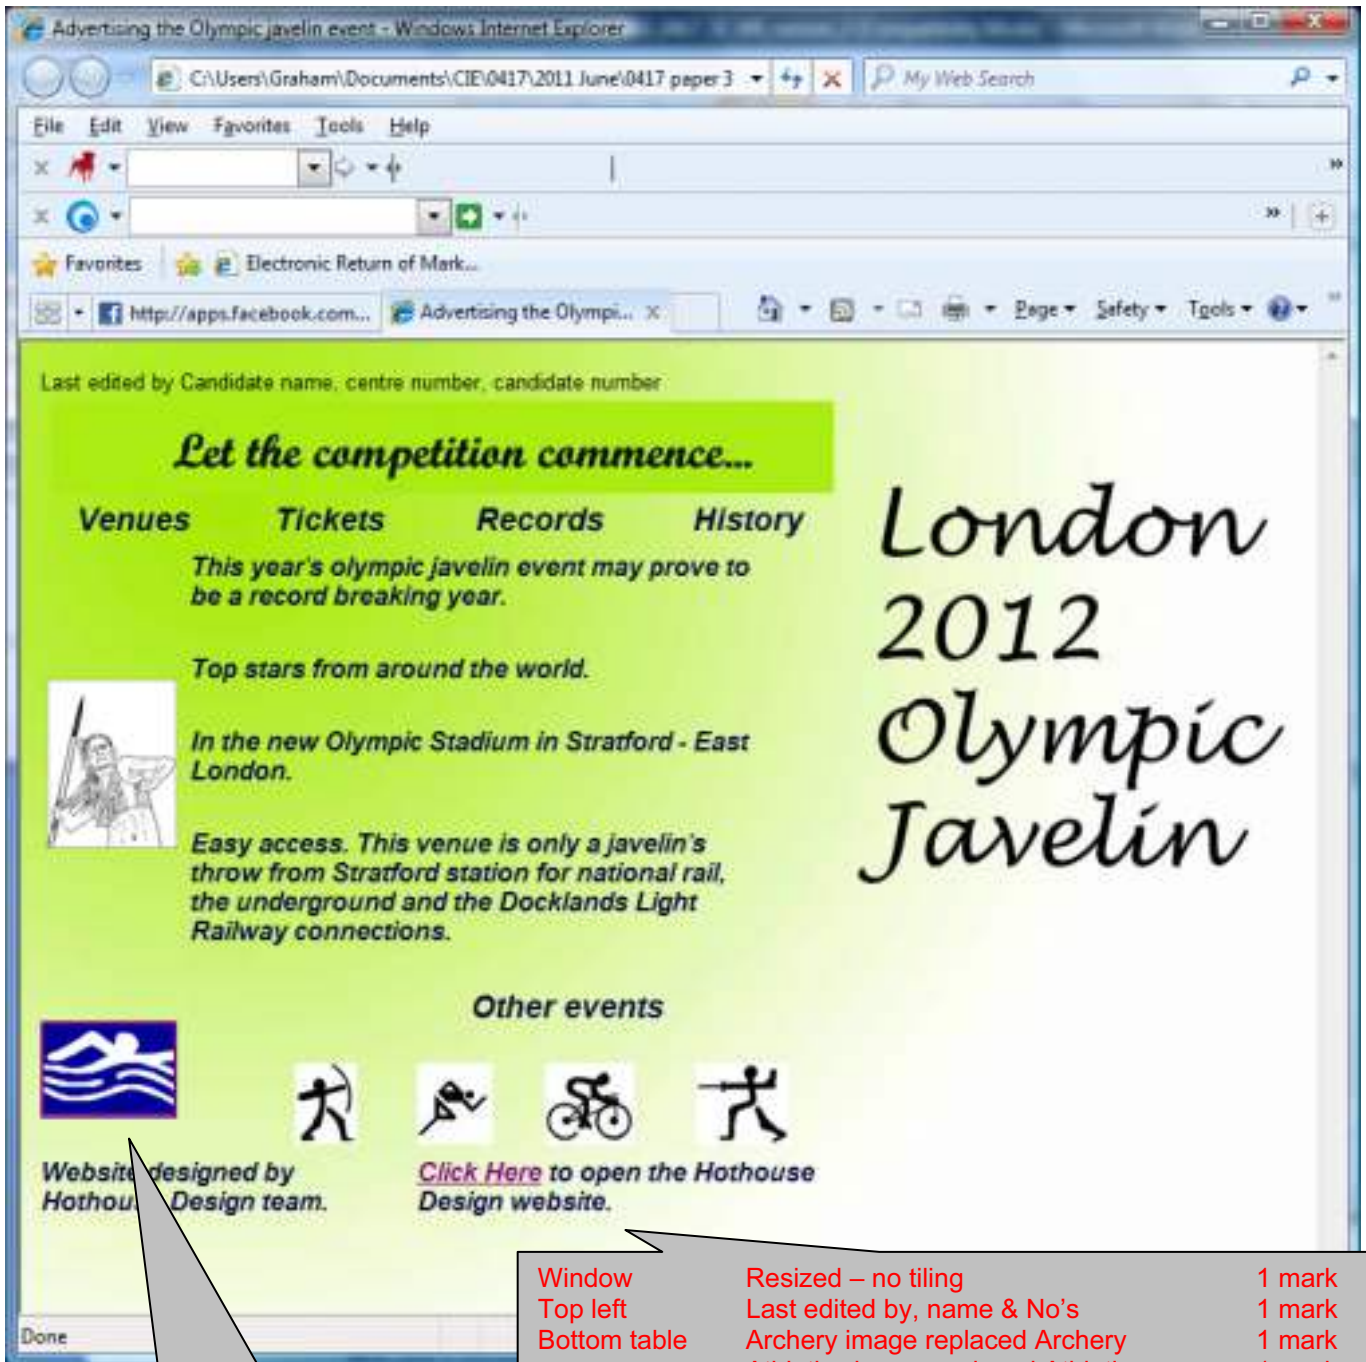 Advertising the Olympic javelin event - Windows Internet Explorer
C:\Users\Graham\Documents\CIE\0417\2011 June\0417 paper 3
My Web Search
File Edit View Favorites Tools Help
Favorites
Electronic Return of Mark...
http://apps.facebook.com...
Advertising the Olympi...
Page Safety Tools
Last edited by Candidate name, centre number, candidate number
Let the competition commence...
Venues Tickets Records History
This year's olympic javelin event may prove to
be a record breaking year.
Top stars from around the world.
In the new Olympic Stadium in Stratford - East
London.
Easy access. This venue is only a javelin's
throw from Stratford station for national rail,
the underground and the Docklands Light
Railway connections.
London
2012
Olympic
Javelin
Other events
Website designed by
Hothouse Design team.
Click Here to open the Hothouse
Design website.
Window Resized – no tiling 1 mark
Top left Last edited by, name & No's 1 mark
Bottom table Archery image replaced Archery 1 mark
Done